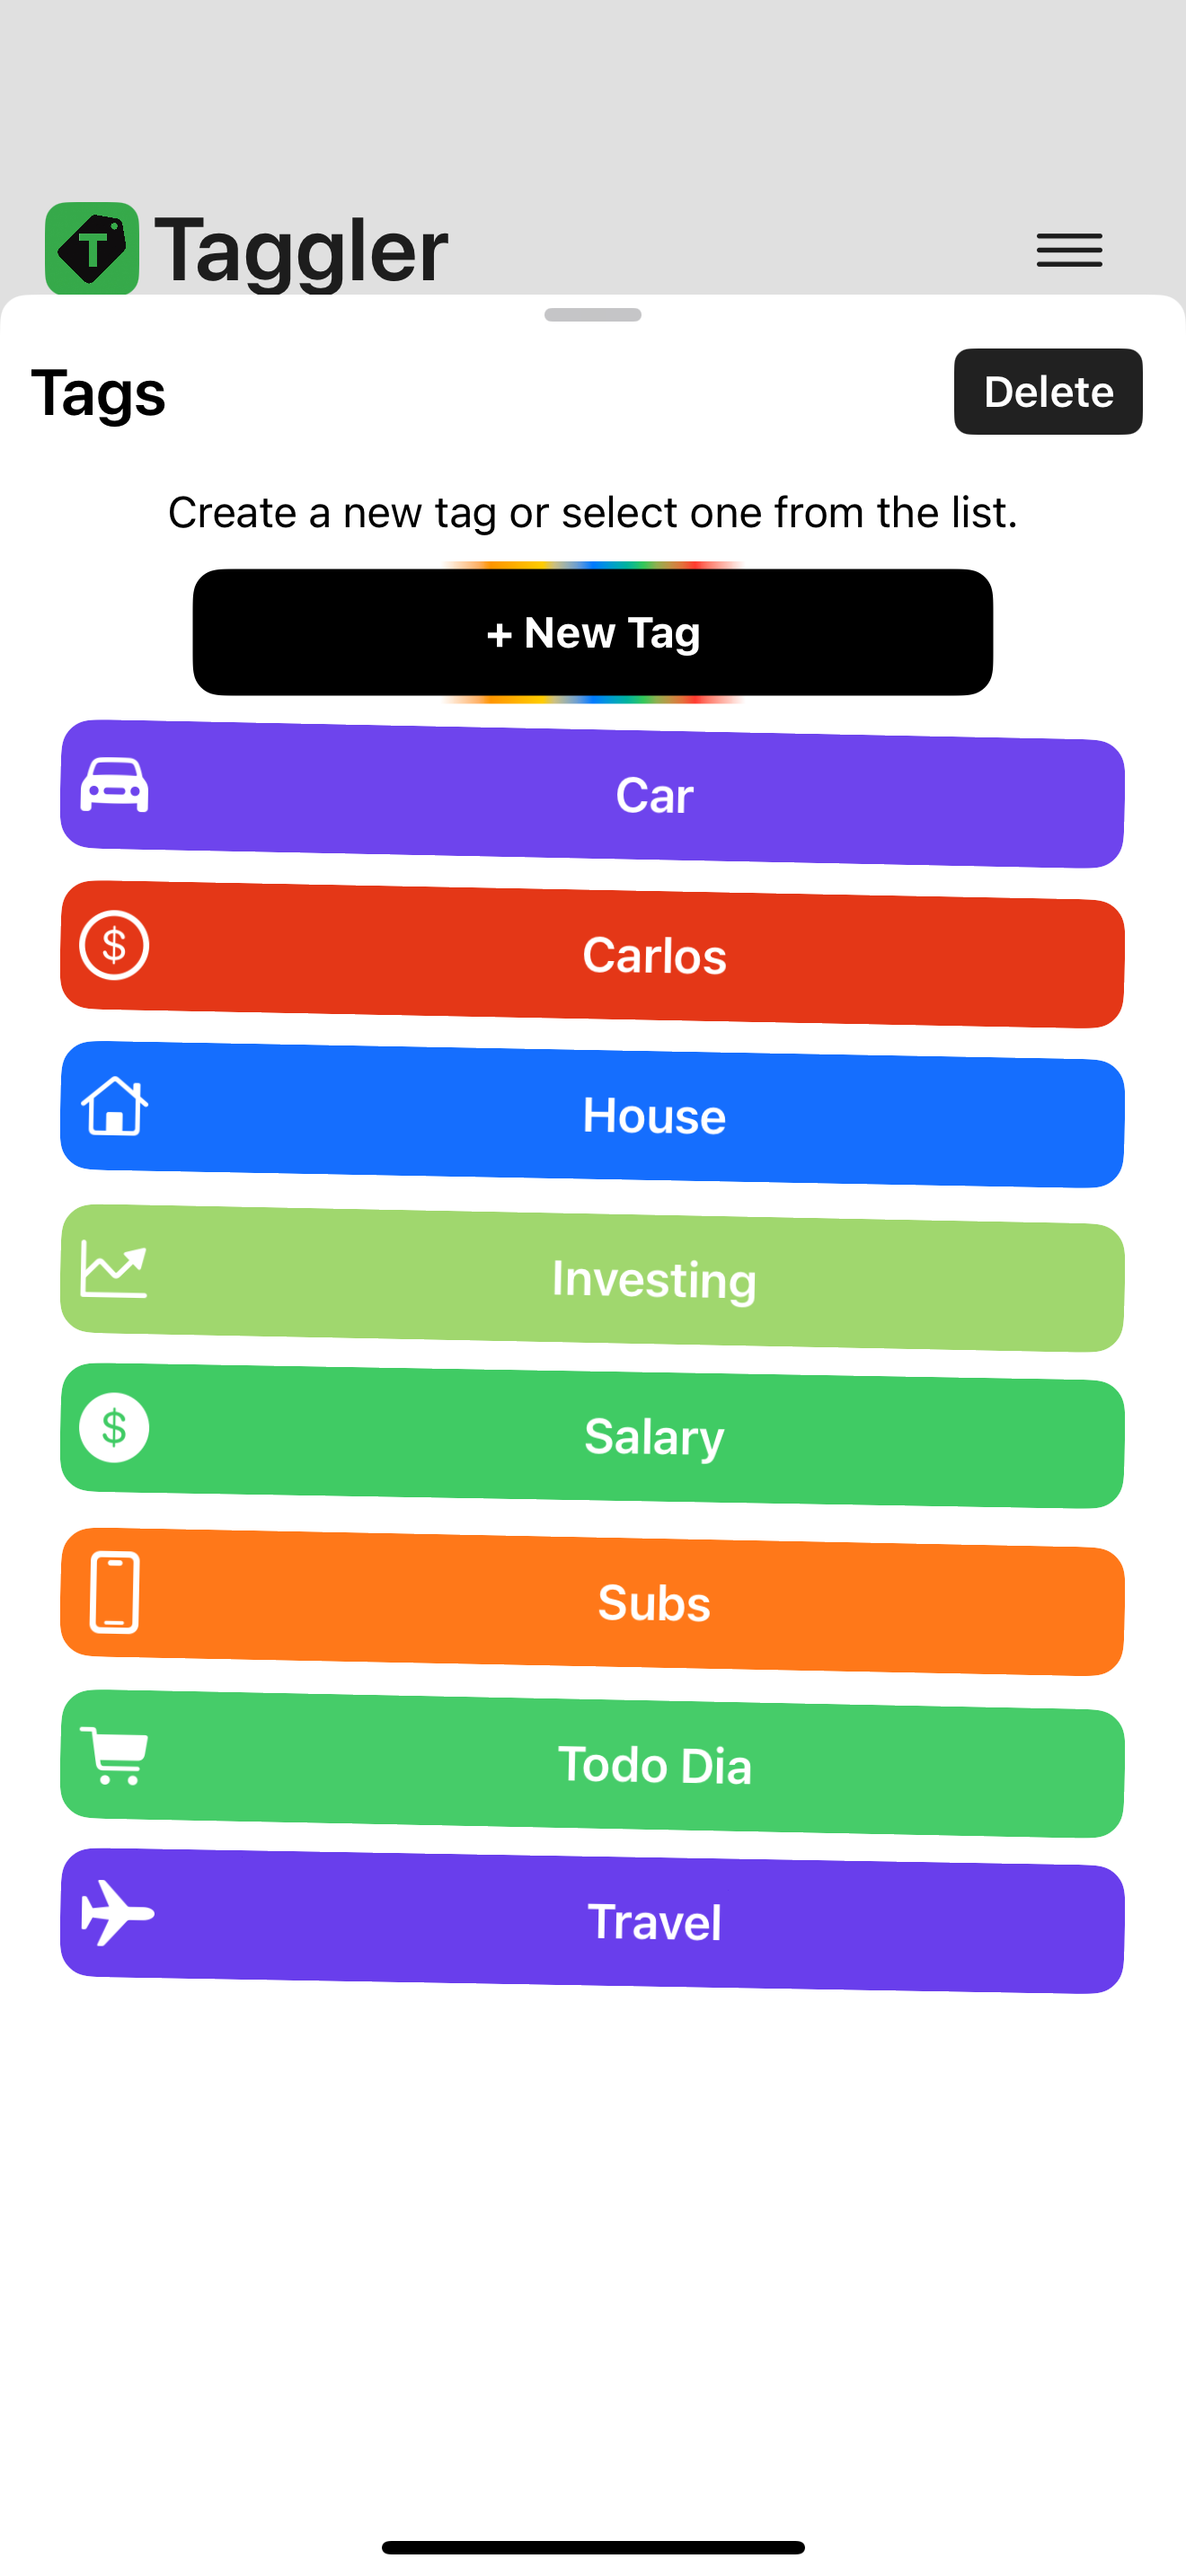 Taggler
Tags
Delete
Create a new tag or select one from the list.
+ New Tag
Car
Carlos
House
Investing
Salary
Subs
Todo Dia
Travel